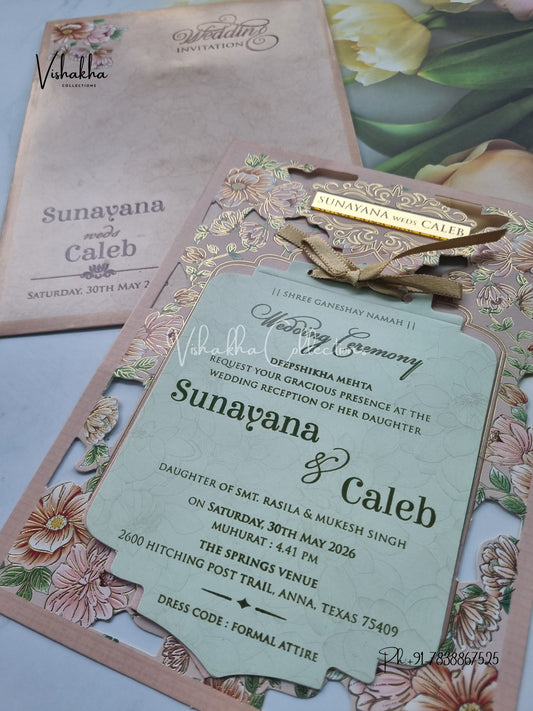 Vishakha
COLLECTIONS
Wedding
INVITATION
Sunayana
weds
Caleb
SATURDAY, 30TH MAY 2026
SUNAYANA WEDS CALEB
|| SHREE GANESHAY NAMAH ||
Wedding Ceremony
Vishakha Collections
DEEPSHIKHA MEHTA
REQUEST YOUR GRACIOUS PRESENCE AT THE
WEDDING RECEPTION OF HER DAUGHTER
Sunayana
&
Caleb
DAUGHTER OF SMT. RASILA & MUKESH SINGH
ON SATURDAY, 30TH MAY 2026
MUHURAT : 4.41 PM
THE SPRINGS VENUE
2600 HITCHING POST TRAIL, ANNA, TEXAS 75409
DRESS CODE : FORMAL ATTIRE
Ph +91 7838867525